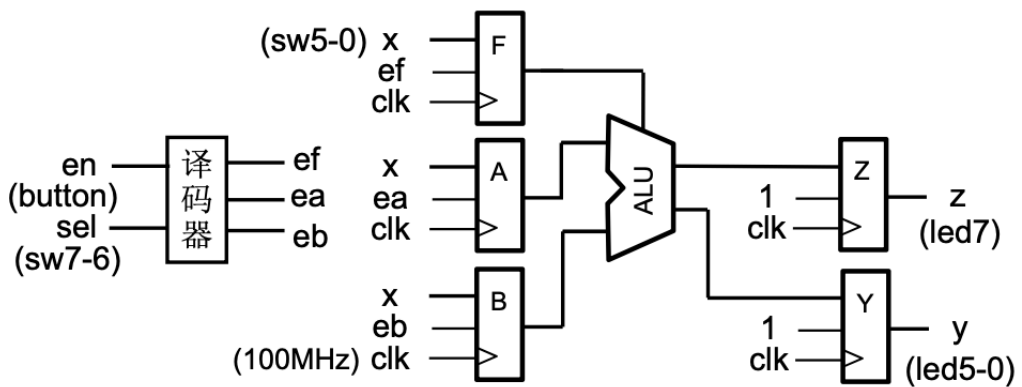 en
(button)
sel
(sw7-6)
译
码
器
ef
ea
eb
(sw5-0) x
ef
clk
F
x
ea
clk
A
x
eb
(100MHz) clk
B
ALU
1
clk
Z
z
(led7)
1
clk
Y
y
(led5-0)